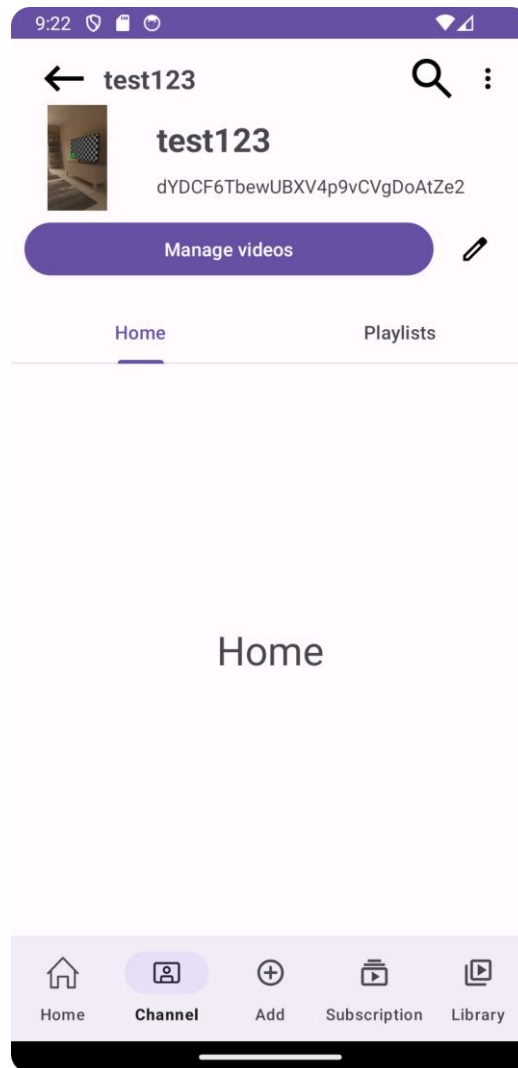 9:22
test123
test123
dYDCF6TbewUBXV4p9vCVgDoAtZe2
Manage videos
Home Playlists
Home
Home Channel Add Subscription Library